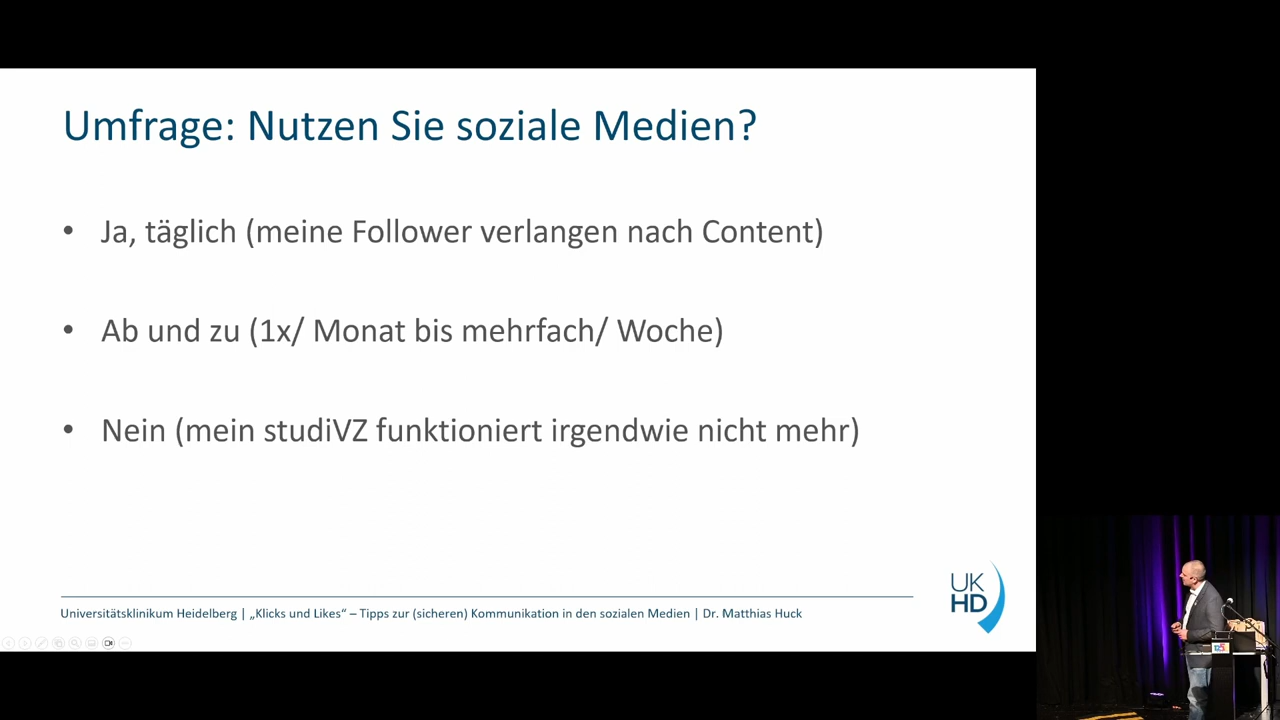 Umfrage: Nutzen Sie soziale Medien?
• Ja, täglich (meine Follower verlangen nach Content)
• Ab und zu (1x/ Monat bis mehrfach/ Woche)
• Nein (mein studiVZ funktioniert irgendwie nicht mehr)
Universitätsklinikum Heidelberg | „Klicks und Likes“ – Tipps zur (sicheren) Kommunikation in den sozialen Medien | Dr. Matthias Huck
UK
HD